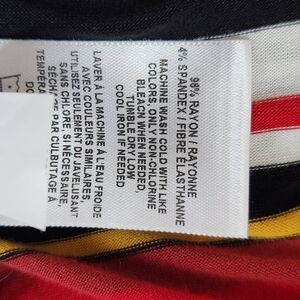 96% RAYON / RAYONNE
4% SPANDEX / FIBRE ÉLASTHANNE
MACHINE WASH COLD WITH LIKE
COLORS, ONLY NON-CHLORINE
BLEACH WHEN NEEDED,
TUMBLE DRY LOW
COOL IRON IF NEEDED
LAVER À LA MACHINE À L'EAU FROIDE
AVEC COULEURS SIMILAIRES,
UTILISEZ SEULEMENT DU JAVELLISANT
SANS CHLORE, SI NÉCESSAIRE,
SÉCHER PAR CULBUTAGE À
TEMPÉRA